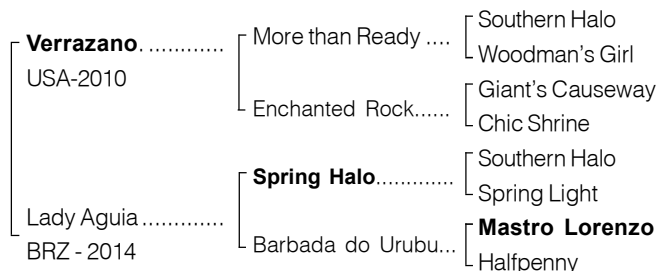 Southern Halo
Verrazano. ............ More than Ready ....
Woodman's Girl
USA-2010
Giant's Causeway
Enchanted Rock......
Chic Shrine
Southern Halo
Spring Halo.............
Spring Light
Lady Aguia .............
Mastro Lorenzo
BRZ - 2014 Barbada do Urubu...
Halfpenny